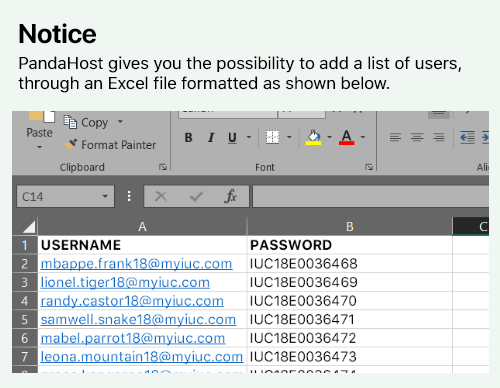 Notice
PandaHost gives you the possibility to add a list of users,
through an Excel file formatted as shown below.
Copy
Paste
Format Painter
Clipboard
Font
C14
fx
A B C
1 USERNAME PASSWORD
2 mbappe.frank18@myiuc.com IUC18E0036468
3 lionel.tiger18@myiuc.com IUC18E0036469
4 randy.castor18@myiuc.com IUC18E0036470
5 samwell.snake18@myiuc.com IUC18E0036471
6 mabel.parrot18@myiuc.com IUC18E0036472
7 leona.mountain18@myiuc.com IUC18E0036473